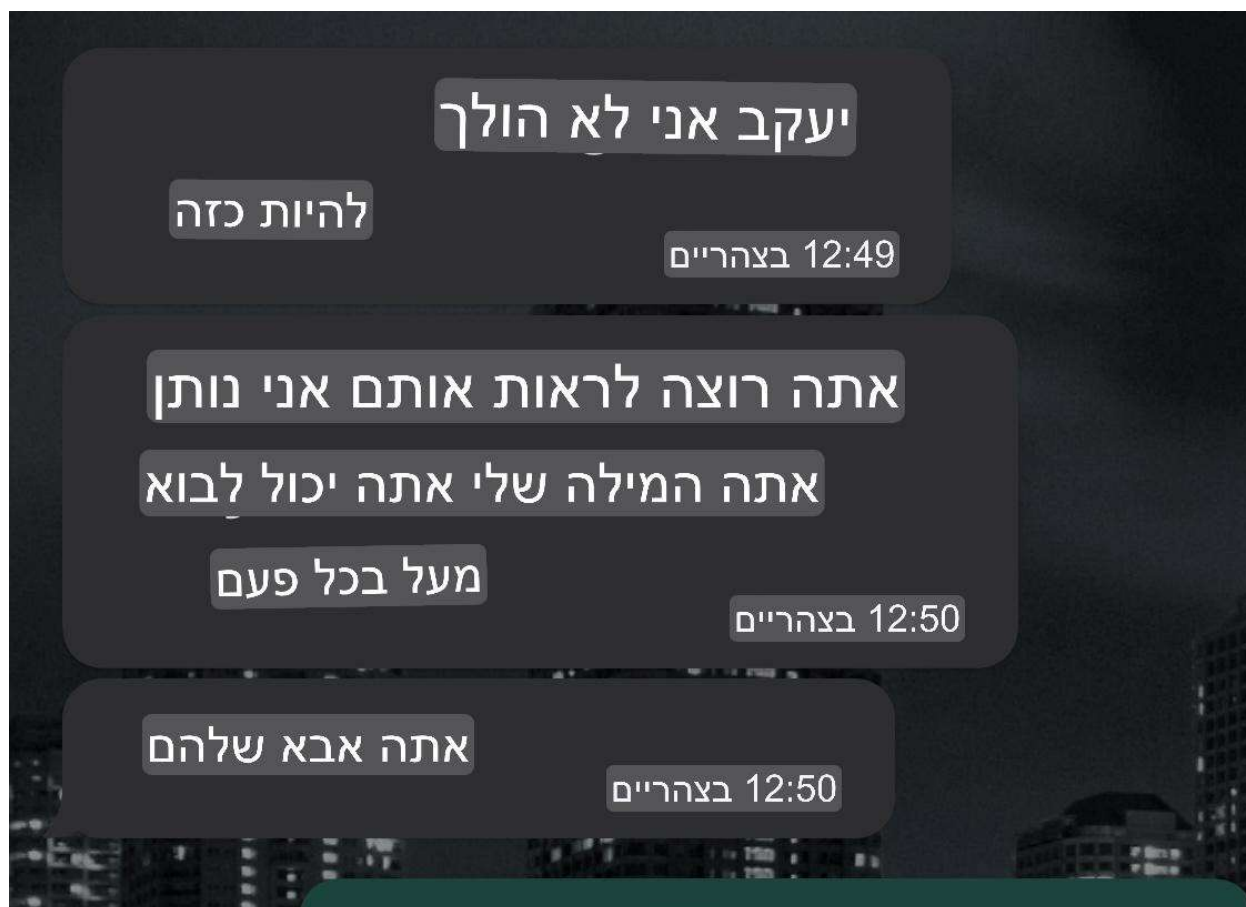 יעקב אני לא הולך
להיות כזה
12:49 בצהריים
אתה רוצה לראות אותם אני נותן
אתה המילה שלי אתה יכול לבוא
מעל בכל פעם
12:50 בצהריים
אתה אבא שלהם
12:50 בצהריים